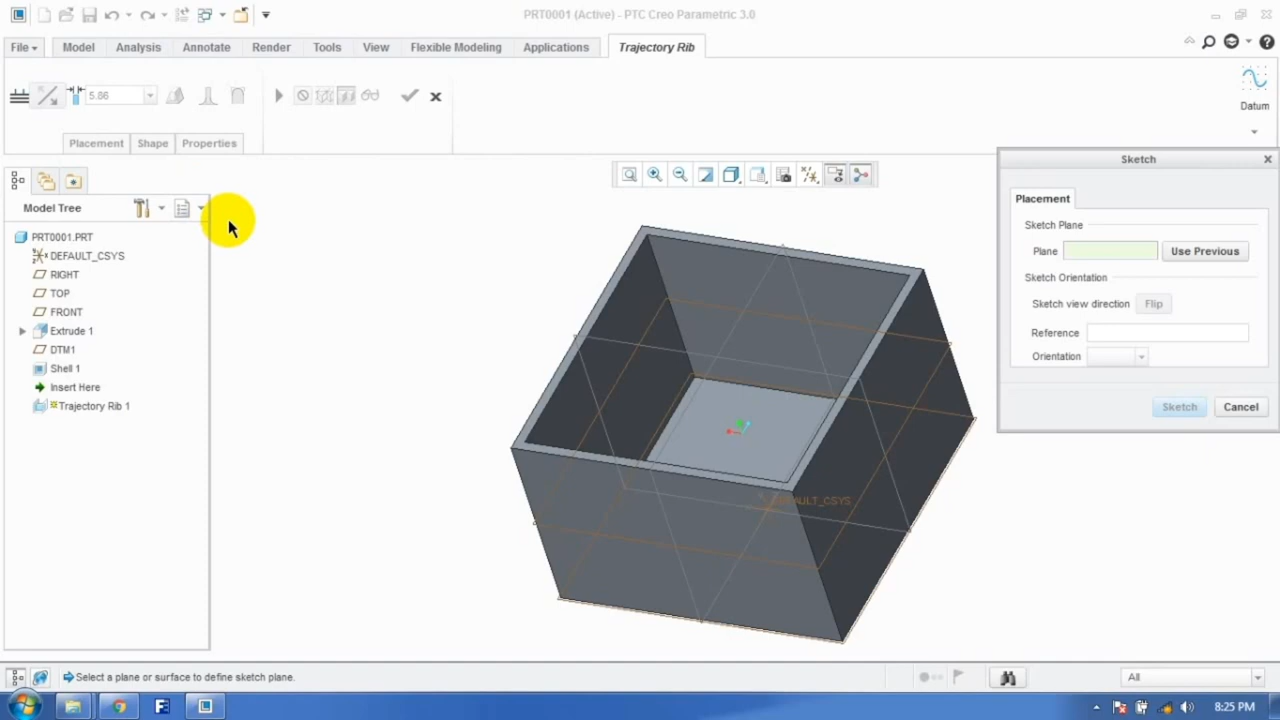 PRT0001 (Active) - PTC Creo Parametric 3.0
File Model Analysis Annotate Render Tools View Flexible Modeling Applications Trajectory Rib
5.86
Datum
Placement Shape Properties
Sketch
Model Tree
PRT0001.PRT
DEFAULT_CSYS
RIGHT
TOP
FRONT
Extrude 1
DTM1
Shell 1
Insert Here
Trajectory Rib 1
Placement
Sketch Plane
Plane Use Previous
Sketch Orientation
Sketch view direction Flip
Reference
Orientation
Sketch Cancel
DEFAULT_CSYS
Select a plane or surface to define sketch plane.
All
8:25 PM